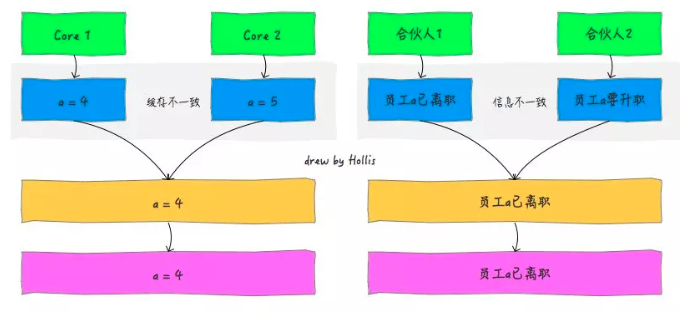 Core 1
Core 2
合伙人1
合伙人2
a = 4
缓存不一致
a = 5
员工a已离职
信息不一致
员工a要升职
drew by Hollis
a = 4
员工a已离职
a = 4
员工a已离职